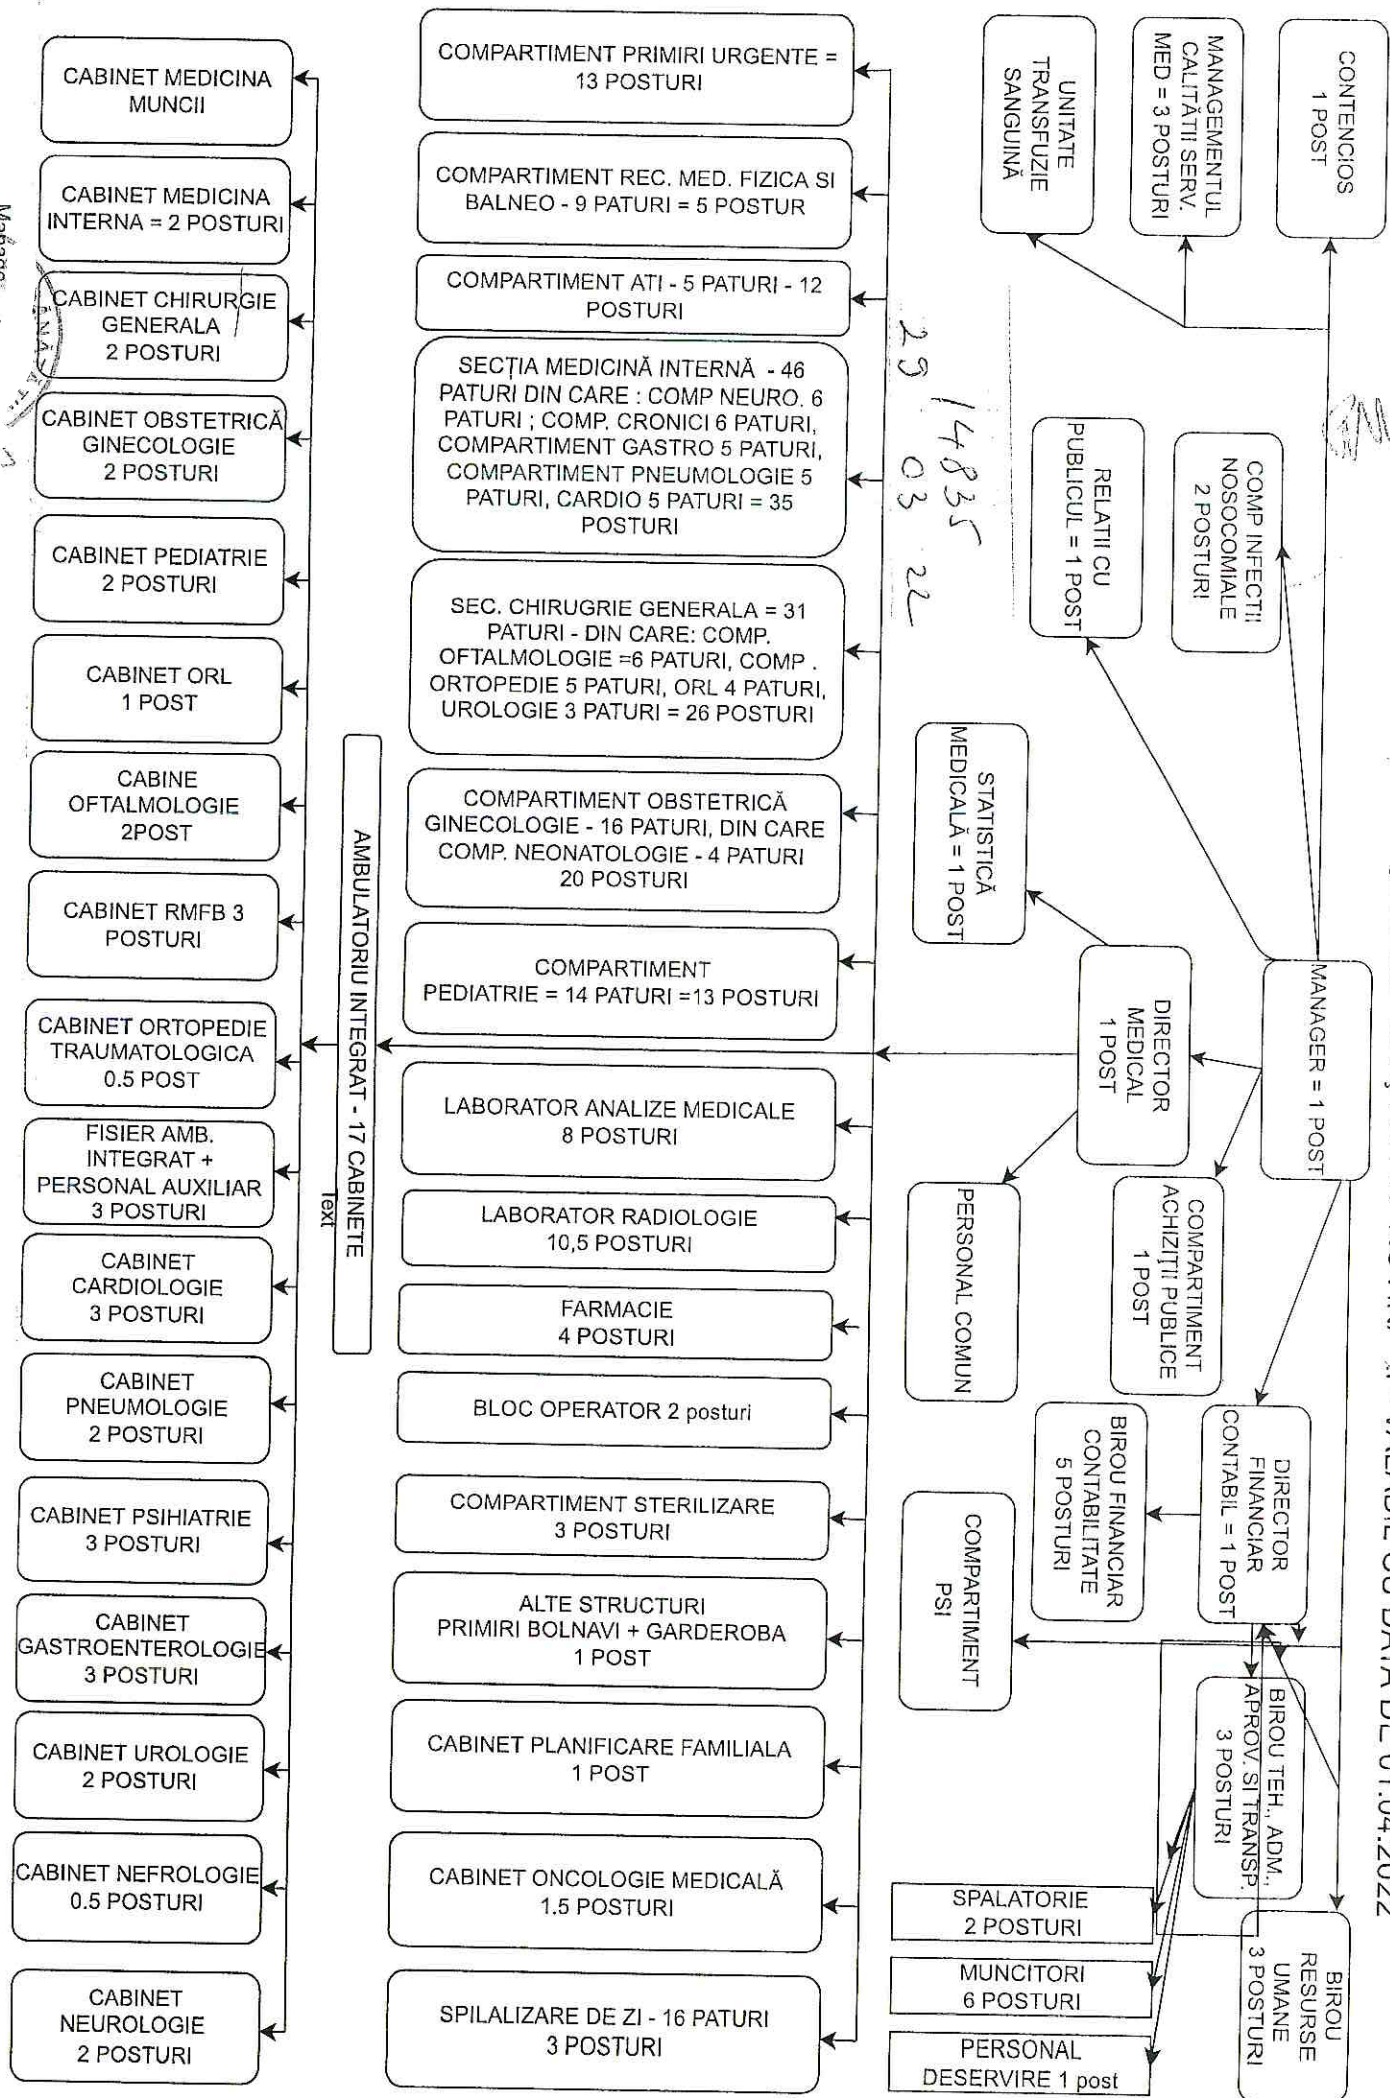 VALABIL CU DATA DE 01.04.2022
CONTENCIOS
1 POST
MANAGEMENTUL
CALITĂTII SERV.
MED = 3 POSTURI
UNITATE
TRANSFUZIE
SANGUINĂ
COMP INFECTII
NOSOCOMIALE
2 POSTURI
RELATII CU
PUBLICUL = 1 POST
14835
29 03 22
MANAGER = 1 POST
STATISTICĂ
MEDICALĂ = 1 POST
DIRECTOR
MEDICAL
1 POST
PERSONAL COMUN
COMPARTIMENT
ACHIZIȚII PUBLICE
1 POST
DIRECTOR
FINANCIAR
CONTABIL = 1 POST
BIROU FINANCIAR
CONTABILITATE
5 POSTURI
COMPARTIMENT
PSI
BIROU TEH., ADM.,
APROV. SI TRANSP.
3 POSTURI
BIROU
RESURSE
UMANE
3 POSTURI
SPALATORIE
2 POSTURI
MUNCITORI
6 POSTURI
PERSONAL
DESERVIRE 1 post
COMPARTIMENT PRIMIRI URGENTE =
13 POSTURI
COMPARTIMENT REC. MED. FIZICA SI
BALNEO - 9 PATURI = 5 POSTUR
COMPARTIMENT ATI - 5 PATURI - 12
POSTURI
SECȚIA MEDICINĂ INTERNĂ - 46
PATURI DIN CARE : COMP NEURO. 6
PATURI ; COMP. CRONICI 6 PATURI,
COMPARTIMENT GASTRO 5 PATURI,
COMPARTIMENT PNEUMOLOGIE 5
PATURI, CARDIO 5 PATURI = 35
POSTURI
SEC. CHIRUGRIE GENERALA = 31
PATURI - DIN CARE: COMP.
OFTALMOLOGIE =6 PATURI, COMP .
ORTOPEDIE 5 PATURI, ORL 4 PATURI,
UROLOGIE 3 PATURI = 26 POSTURI
COMPARTIMENT OBSTETRICĂ
GINECOLOGIE - 16 PATURI, DIN CARE
COMP. NEONATOLOGIE - 4 PATURI
20 POSTURI
COMPARTIMENT
PEDIATRIE = 14 PATURI =13 POSTURI
LABORATOR ANALIZE MEDICALE
8 POSTURI
LABORATOR RADIOLOGIE
10,5 POSTURI
FARMACIE
4 POSTURI
BLOC OPERATOR 2 posturi
COMPARTIMENT STERILIZARE
3 POSTURI
ALTE STRUCTURI
PRIMIRI BOLNAVI + GARDEROBA
1 POST
CABINET PLANIFICARE FAMILIALA
1 POST
CABINET ONCOLOGIE MEDICALĂ
1.5 POSTURI
SPILALIZARE DE ZI - 16 PATURI
3 POSTURI
AMBULATORIU INTEGRAT - 17 CABINETE
Text
CABINET MEDICINA
MUNCII
CABINET MEDICINA
INTERNA = 2 POSTURI
CABINET CHIRURGIE
GENERALA
2 POSTURI
CABINET OBSTETRICĂ
GINECOLOGIE
2 POSTURI
CABINET PEDIATRIE
2 POSTURI
CABINET ORL
1 POST
CABINE
OFTALMOLOGIE
2POST
CABINET RMFB 3
POSTURI
CABINET ORTOPEDIE
TRAUMATOLOGICA
0.5 POST
FISIER AMB.
INTEGRAT +
PERSONAL AUXILIAR
3 POSTURI
CABINET
CARDIOLOGIE
3 POSTURI
CABINET
PNEUMOLOGIE
2 POSTURI
CABINET PSIHIATRIE
3 POSTURI
CABINET
GASTROENTEROLOGIE
3 POSTURI
CABINET UROLOGIE
2 POSTURI
CABINET NEFROLOGIE
0.5 POSTURI
CABINET
NEUROLOGIE
2 POSTURI